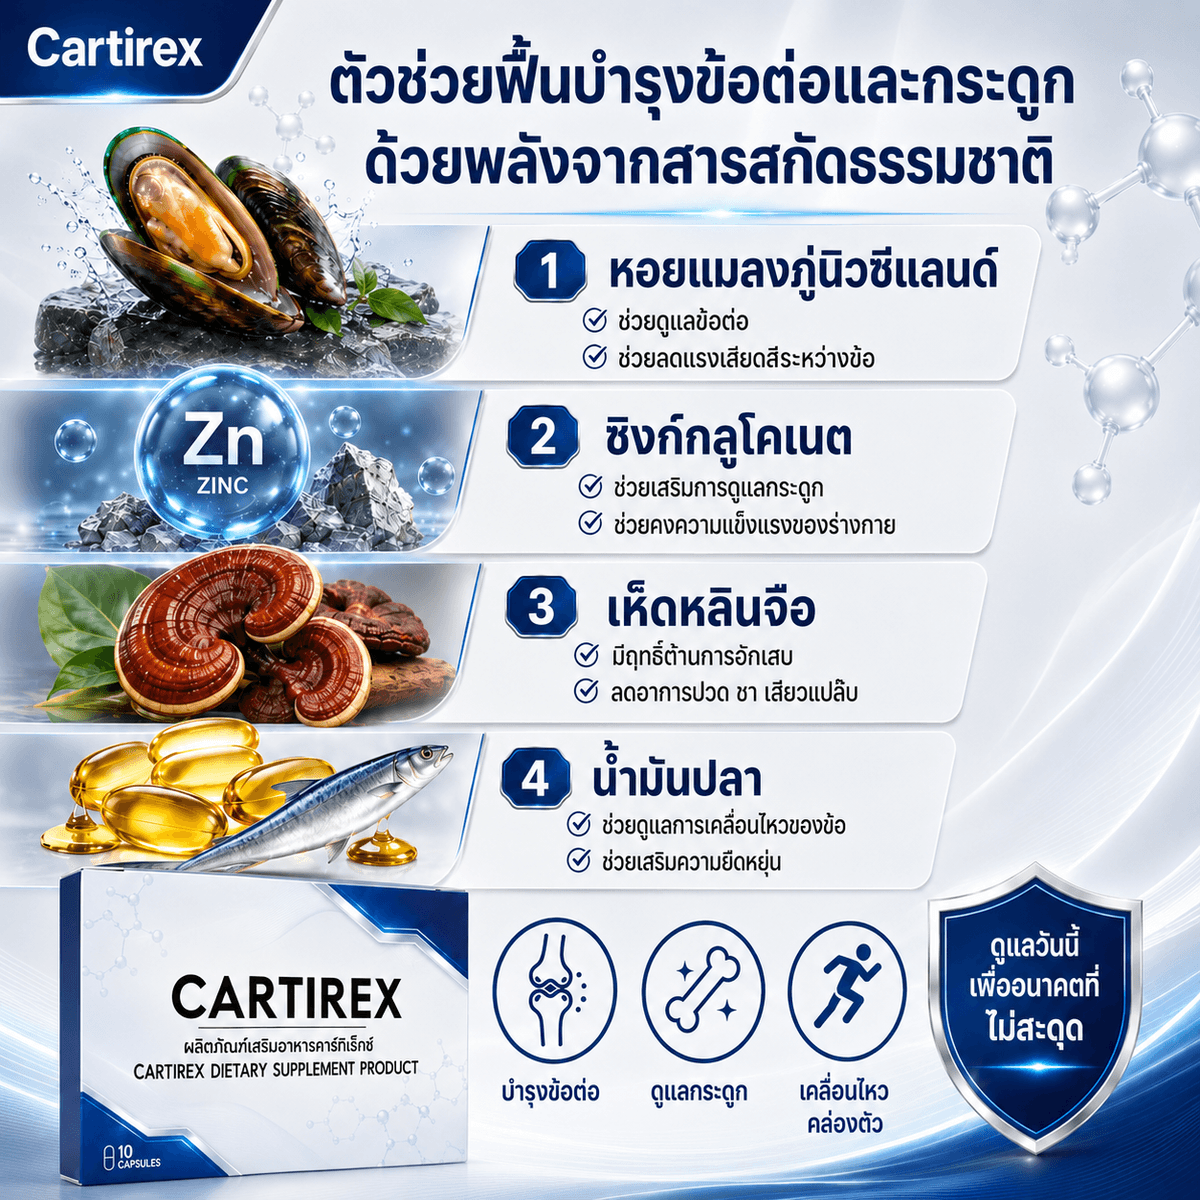 Cartirex
ตัวช่วยฟื้นบำรุงข้อต่อและกระดูก
ด้วยพลังจากสารสกัดธรรมชาติ
1 หอยแมลงภู่นิวซีแลนด์
ช่วยดูแลข้อต่อ
ช่วยลดแรงเสียดสีระหว่างข้อ
Zn
ZINC
2 ซิงก์กลูโคเนต
ช่วยเสริมการดูแลกระดูก
ช่วยคงความแข็งแรงของร่างกาย
3 เห็ดหลินจือ
มีฤทธิ์ต้านการอักเสบ
ลดอาการปวด ชา เสียวแปล๊บ
4 น้ำมันปลา
ช่วยดูแลการเคลื่อนไหวของข้อ
ช่วยเสริมความยืดหยุ่น
CARTIREX
ผลิตภัณฑ์เสริมอาหารคาร์ทิเร็กซ์
CARTIREX DIETARY SUPPLEMENT PRODUCT
10
CAPSULES
บำรุงข้อต่อ
ดูแลกระดูก
เคลื่อนไหว
คล่องตัว
ดูแลวันนี้
เพื่ออนาคตที่
ไม่สะดุด